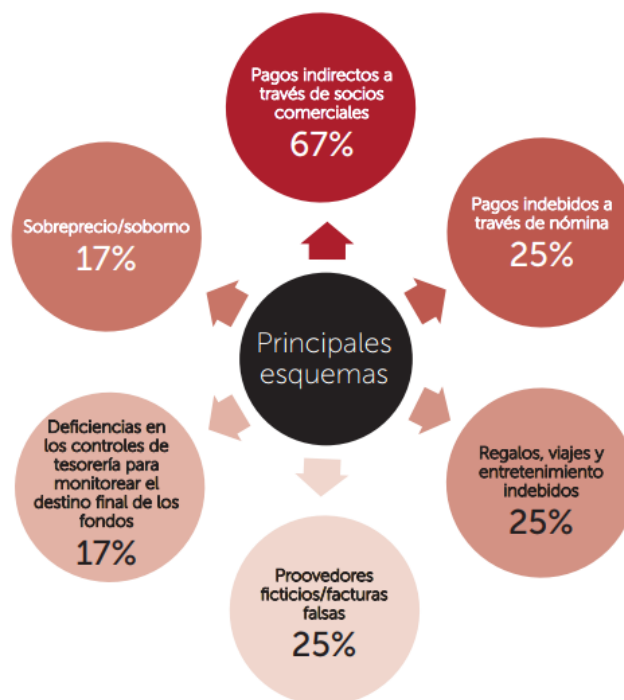 Pagos indirectos a
través de socios
comerciales
67%
Pagos indebidos a
través de nómina
25%
Regalos, viajes y
entretenimiento
indebidos
25%
Proovedores
ficticios/facturas
falsas
25%
Deficiencias en
los controles de
tesorería para
monitorear el
destino final de los
fondos
17%
Sobreprecio/soborno
17%
Principales
esquemas